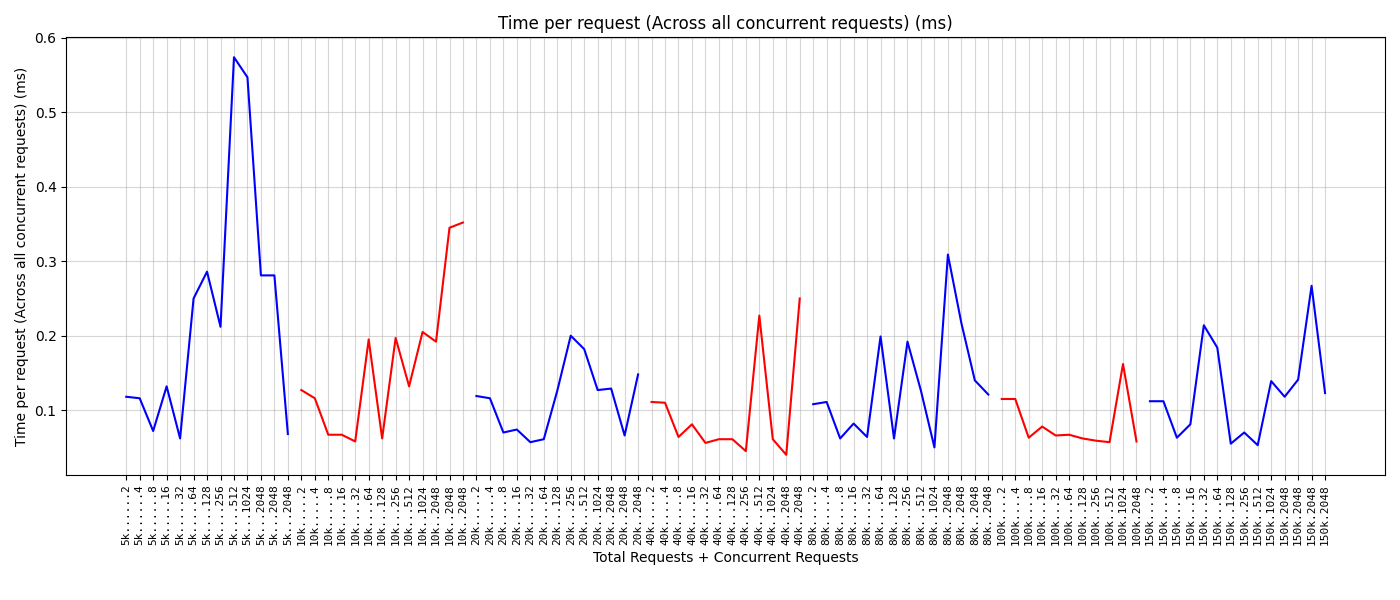 Time per request (Across all concurrent requests) (ms)
Time per request (Across all concurrent requests) (ms)
0.6
0.5
0.4
0.3
0.2
0.1
5k......2
5k......4
5k......8
5k.....16
5k.....32
5k.....64
5k....128
5k....256
5k....512
5k...1024
5k...2048
5k...2048
5k...2048
10k.....2
10k.....4
10k.....8
10k....16
10k....32
10k....64
10k...128
10k...256
10k...512
10k..1024
10k..2048
10k..2048
10k..2048
20k.....2
20k.....4
20k.....8
20k....16
20k....32
20k....64
20k...128
20k...256
20k...512
20k..1024
20k..2048
20k..2048
20k..2048
40k.....2
40k.....4
40k.....8
40k....16
40k....32
40k....64
40k...128
40k...256
40k...512
40k..1024
40k..2048
40k..2048
80k.....2
80k.....4
80k.....8
80k....16
80k....32
80k....64
80k...128
80k...256
80k...512
80k..1024
80k..2048
80k..2048
80k..2048
80k..2048
100k....2
100k....4
100k....8
100k...16
100k...32
100k...64
100k..128
100k..256
100k..512
100k.1024
100k.2048
150k....2
150k....4
150k....8
150k...16
150k...32
150k...64
150k..128
150k..256
150k..512
150k.1024
150k.2048
150k.2048
150k.2048
150k.2048
Total Requests + Concurrent Requests